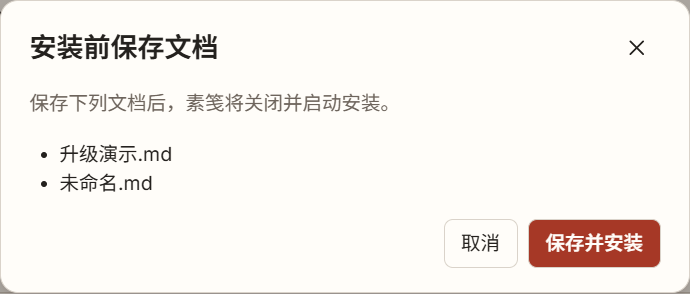 安装前保存文档
保存下列文档后，素笺将关闭并启动安装。
升级演示.md
未命名.md
取消
保存并安装